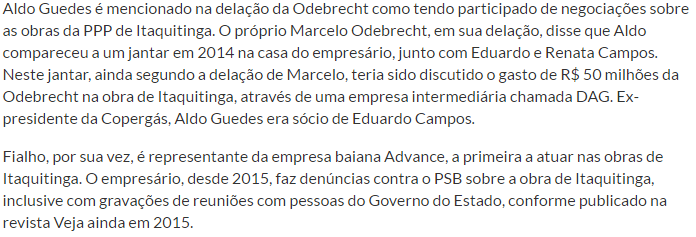 Aldo Guedes é mencionado na delação da Odebrecht como tendo participado de negociações sobre
as obras da PPP de Itaquitinga. O próprio Marcelo Odebrecht, em sua delação, disse que Aldo
compareceu a um jantar em 2014 na casa do empresário, junto com Eduardo e Renata Campos.
Neste jantar, ainda segundo a delação de Marcelo, teria sido discutido o gasto de R$ 50 milhões da
Odebrecht na obra de Itaquitinga, através de uma empresa intermediária chamada DAG. Ex-
presidente da Copergás, Aldo Guedes era sócio de Eduardo Campos.
Fialho, por sua vez, é representante da empresa baiana Advance, a primeira a atuar nas obras de
Itaquitinga. O empresário, desde 2015, faz denúncias contra o PSB sobre a obra de Itaquitinga,
inclusive com gravações de reuniões com pessoas do Governo do Estado, conforme publicado na
revista Veja ainda em 2015.